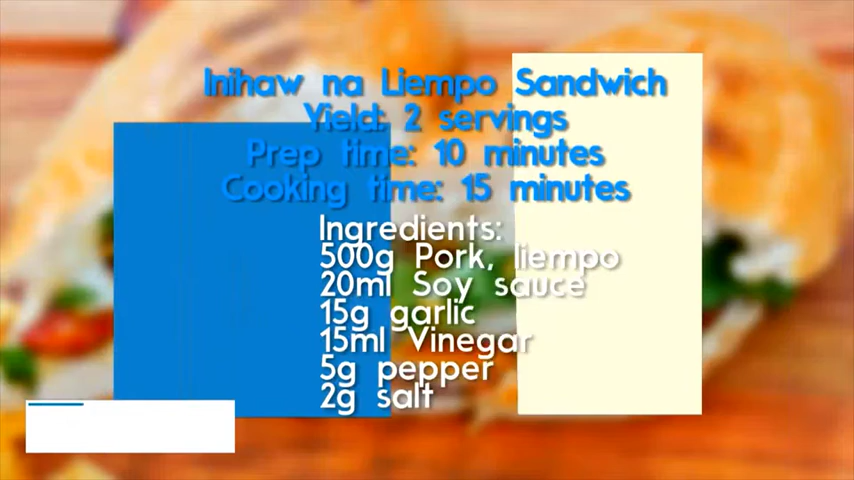 Inihaw na Liempo Sandwich
Yield: 2 servings
Prep time: 10 minutes
Cooking time: 15 minutes
Ingredients:
500g Pork, liempo
20ml Soy sauce
15g garlic
15ml Vinegar
5g pepper
2g salt